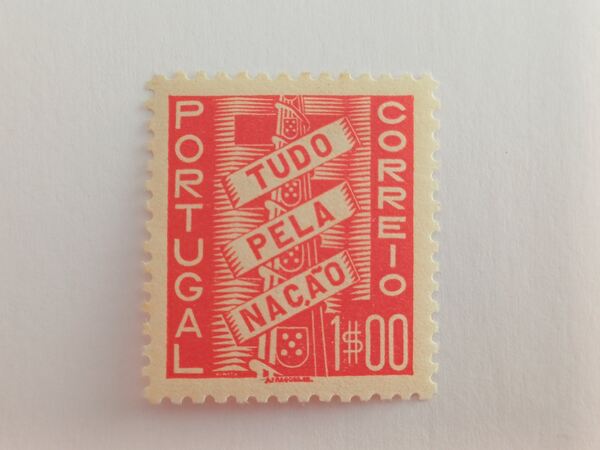 PORTUGAL
CORREIO
TUDO
PELA
NAÇÃO
1$00